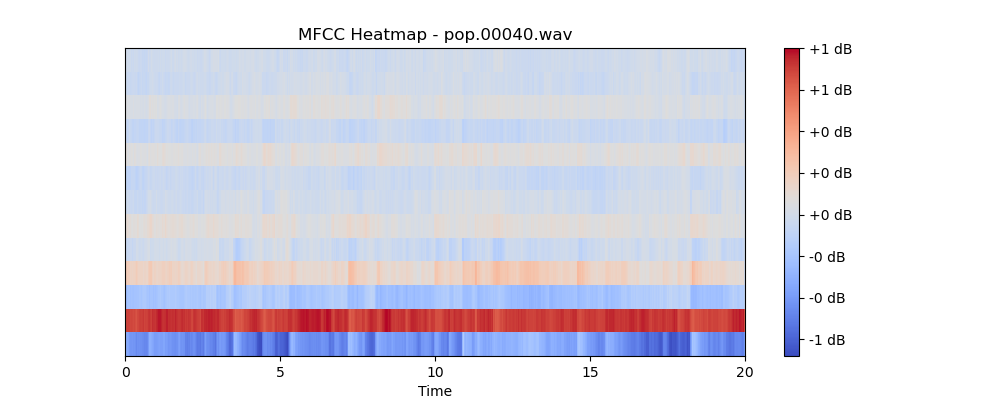 MFCC Heatmap - pop.00040.wav
+1 dB
+1 dB
+0 dB
+0 dB
+0 dB
-0 dB
-0 dB
-1 dB
0 5 10 15 20
Time